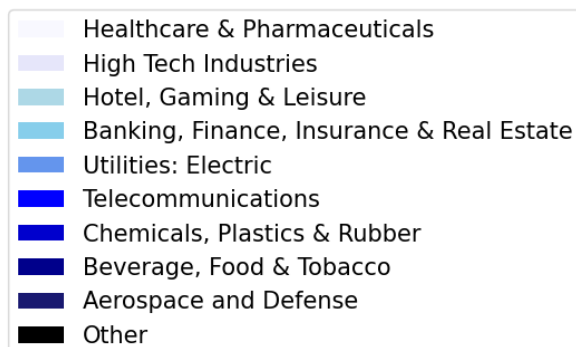 Healthcare & Pharmaceuticals
High Tech Industries
Hotel, Gaming & Leisure
Banking, Finance, Insurance & Real Estate
Utilities: Electric
Telecommunications
Chemicals, Plastics & Rubber
Beverage, Food & Tobacco
Aerospace and Defense
Other